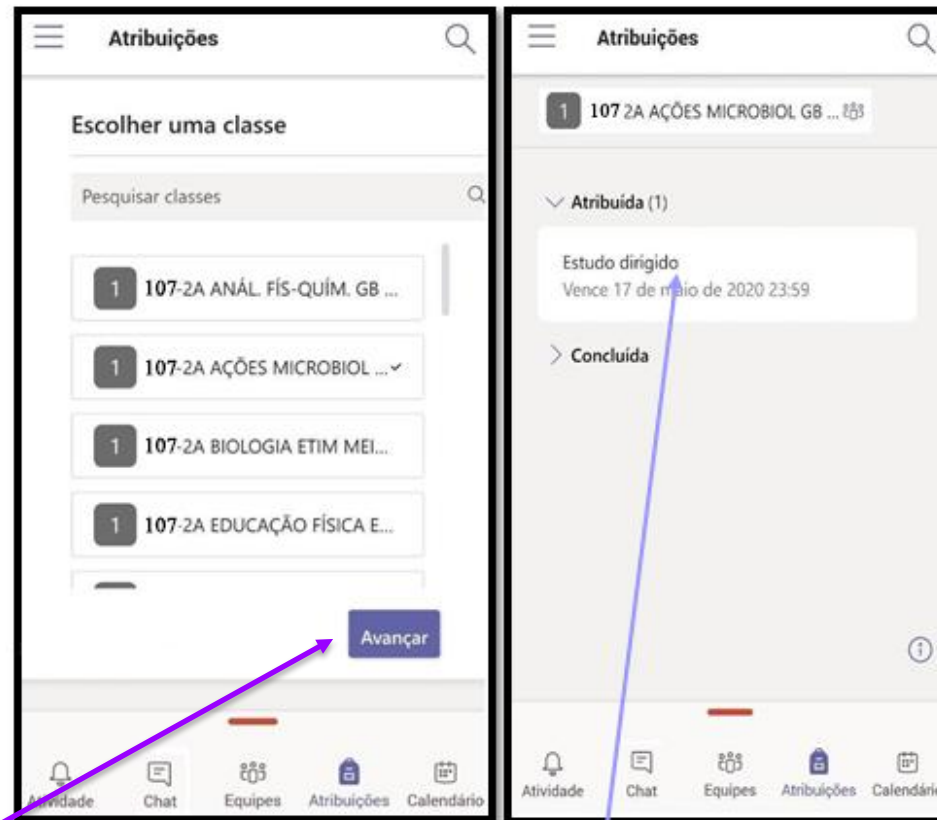 Atribuições
Escolher uma classe
Pesquisar classes
1 107-2A ANÁL. FÍS-QUÍM. GB ...
1 107-2A AÇÕES MICROBIOL ...
1 107-2A BIOLOGIA ETIM MEI...
1 107-2A EDUCAÇÃO FÍSICA E...
Avançar
Atividade Chat Equipes Atribuições Calendário
Atribuições
1 107 2A AÇÕES MICROBIOL GB ...
Atribuída (1)
Estudo dirigido
Vence 17 de maio de 2020 23:59
Concluída
Atividade Chat Equipes Atribuições Calendário